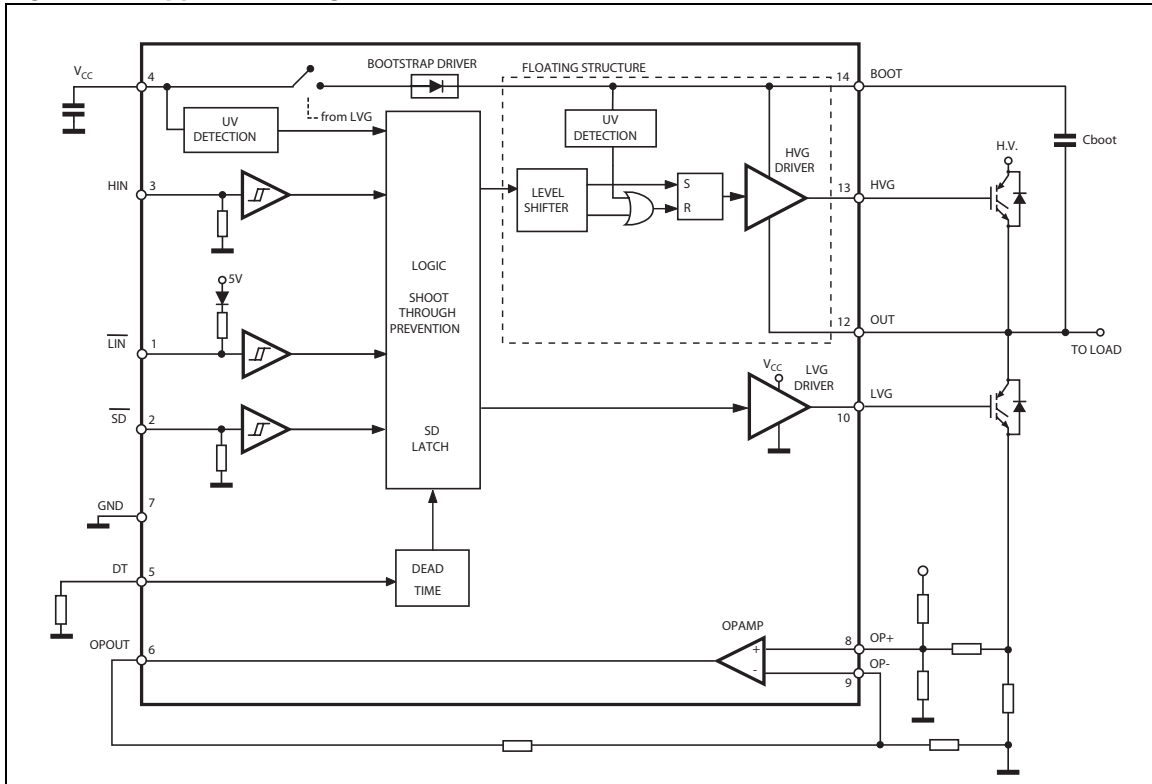 BOOTSTRAP DRIVER
FLOATING STRUCTURE
VCC
4
14
BOOT
from LVG
UV
DETECTION
UV
DETECTION
H.V.
Cboot
HVG
DRIVER
HIN
3
LEVEL
SHIFTER
S
R
13
HVG
LOGIC
SHOOT
THROUGH
PREVENTION
5V
LIN
1
12
OUT
TO LOAD
VCC
LVG
DRIVER
LVG
10
SD
2
SD
LATCH
GND
7
DT
5
DEAD
TIME
OPAMP
OPOUT
6
+
-
8
OP+
OP-
9